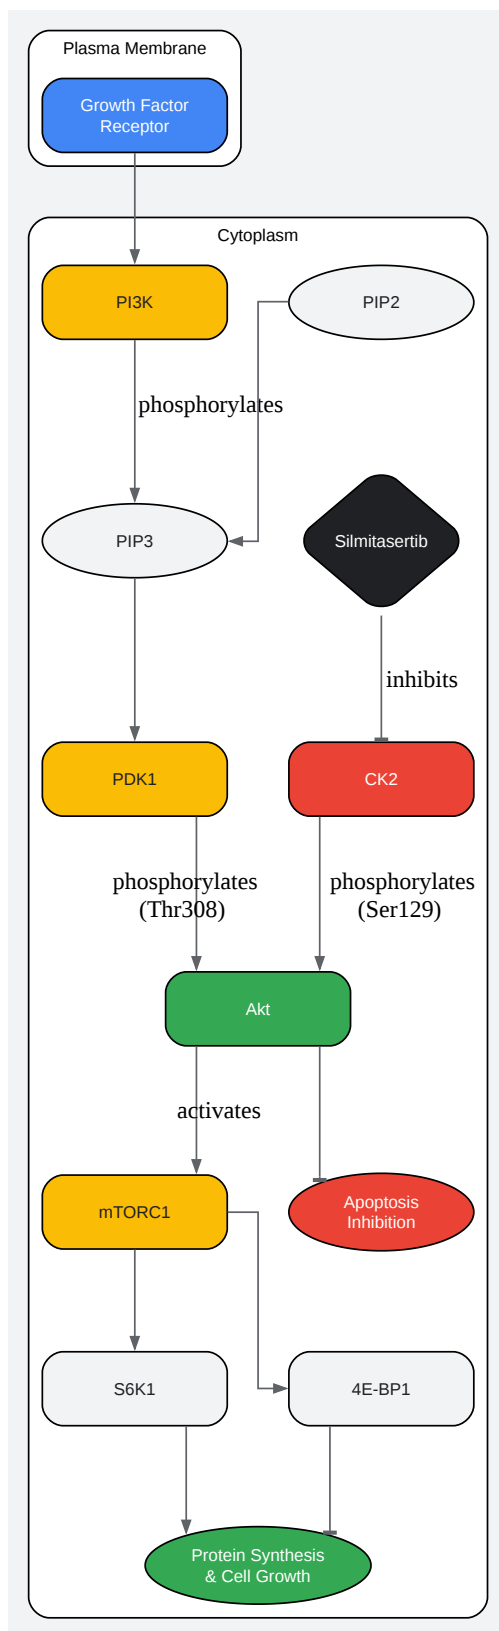 Plasma Membrane
Growth Factor
Receptor
Cytoplasm
PI3K
PIP2
phosphorylates
PIP3
Silmitasertib
inhibits
PDK1
CK2
phosphorylates
(Thr308)
phosphorylates
(Ser129)
Akt
activates
mTORC1
Apoptosis
Inhibition
S6K1
4E-BP1
Protein Synthesis
& Cell Growth